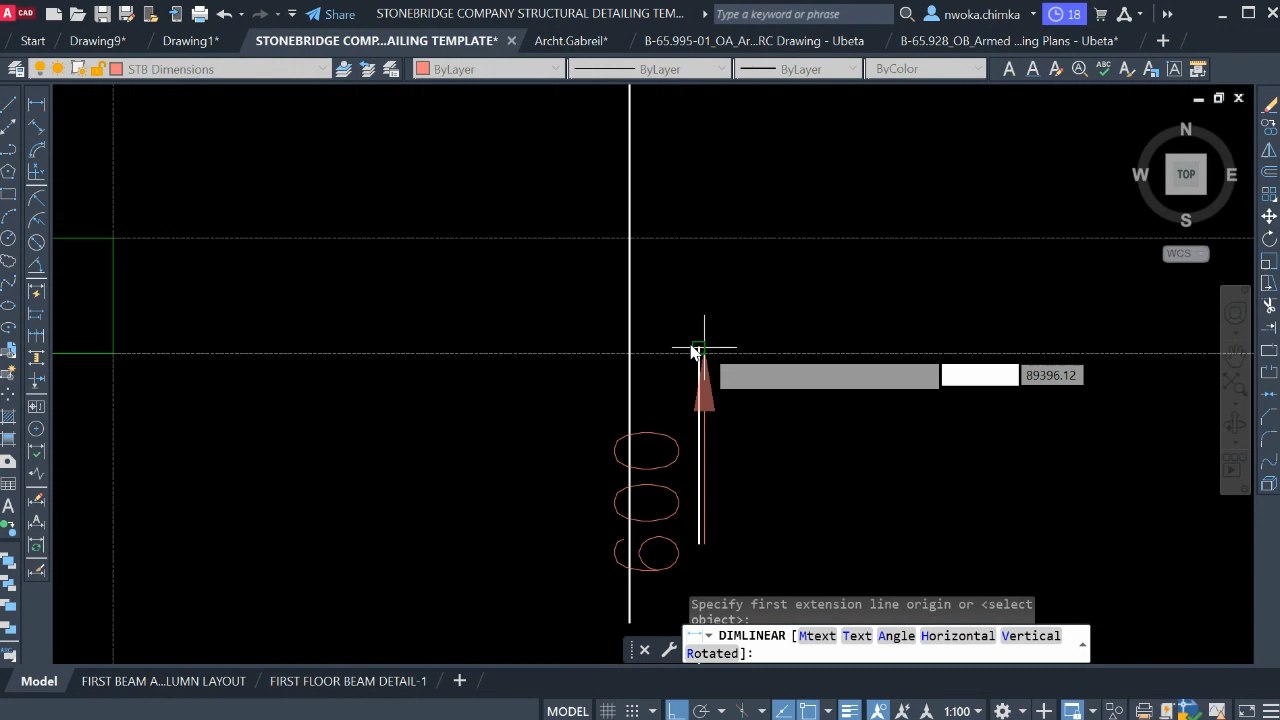 CAD
Share
STONEBRIDGE COMPANY STRUCTURAL DETAILING TEM...
Type a keyword or phrase
nwoka.chimka
18
Start
Drawing9*
Drawing1*
STONEBRIDGE COMP...AILING TEMPLATE*
Archt.Gabreil*
B-65.995-01_OA_Ar...RC Drawing - Ubeta
B-65.928_OB_Armed ...ing Plans - Ubeta*
STB Dimensions
ByLayer
ByLayer
ByLayer
ByColor
N
W
TOP
E
S
WCS
89396.12
600
Specify first extension line origin or <select
object>:
DIMLINEAR [Mtext Text Angle Horizontal Vertical
Rotated]:
Model
FIRST BEAM A...LUMN LAYOUT
FIRST FLOOR BEAM DETAIL-1
MODEL
1:100